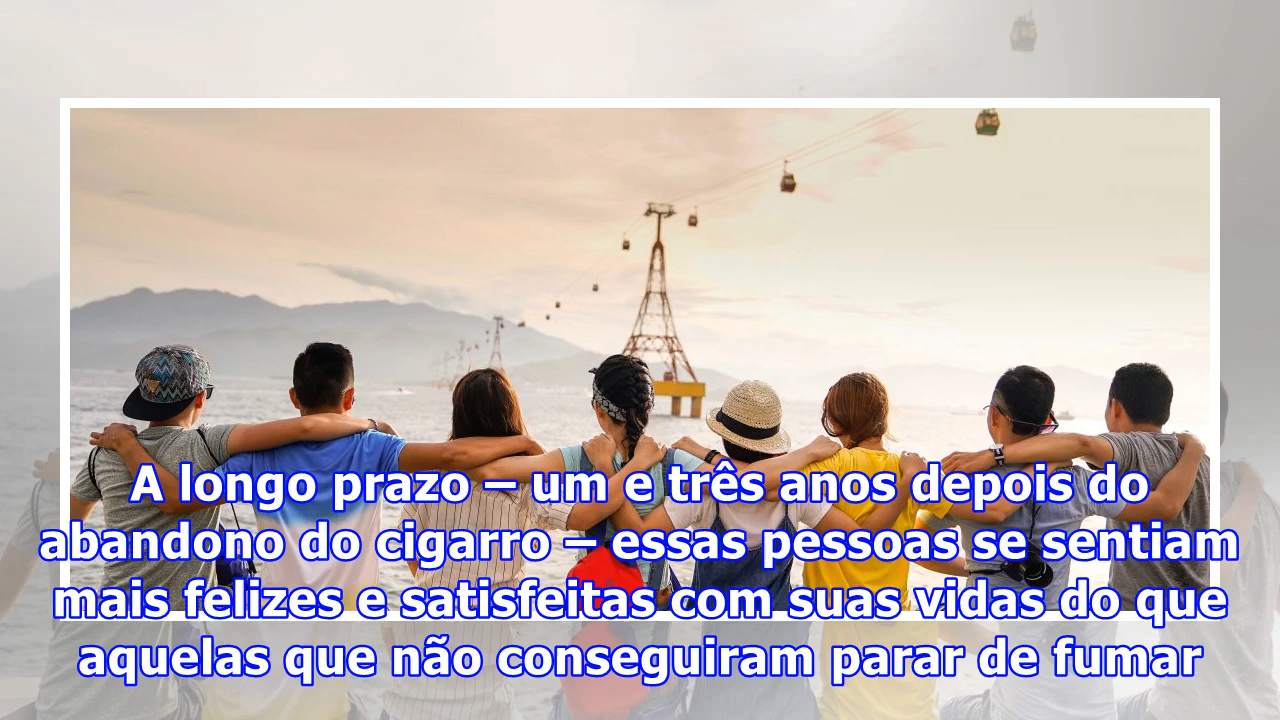 A longo prazo – um e três anos depois do
abandono do cigarro – essas pessoas se sentiam
mais felizes e satisfeitas com suas vidas do que
aquelas que não conseguiram parar de fumar